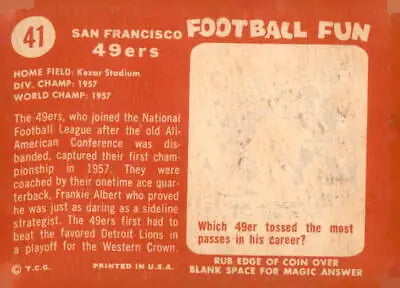 41
SAN FRANCISCO
49ers
FOOTBALL FUN
HOME FIELD: Kezar Stadium
DIV. CHAMP: 1957
WORLD CHAMP: 1957
The 49ers, who joined the National
Football League after the old All-
American Conference was dis-
banded, captured their first cham-
pionship in 1957. They were
coached by their onetime ace quar-
terback, Frankie Albert who proved
he was just as daring as a sideline
strategist. The 49ers first had to
beat the favored Detroit Lions in
a playoff for the Western Crown.
© T.C.G. PRINTED IN U.S.A.
Which 49er tossed the most
passes in his career?
RUB EDGE OF COIN OVER
BLANK SPACE FOR MAGIC ANSWER